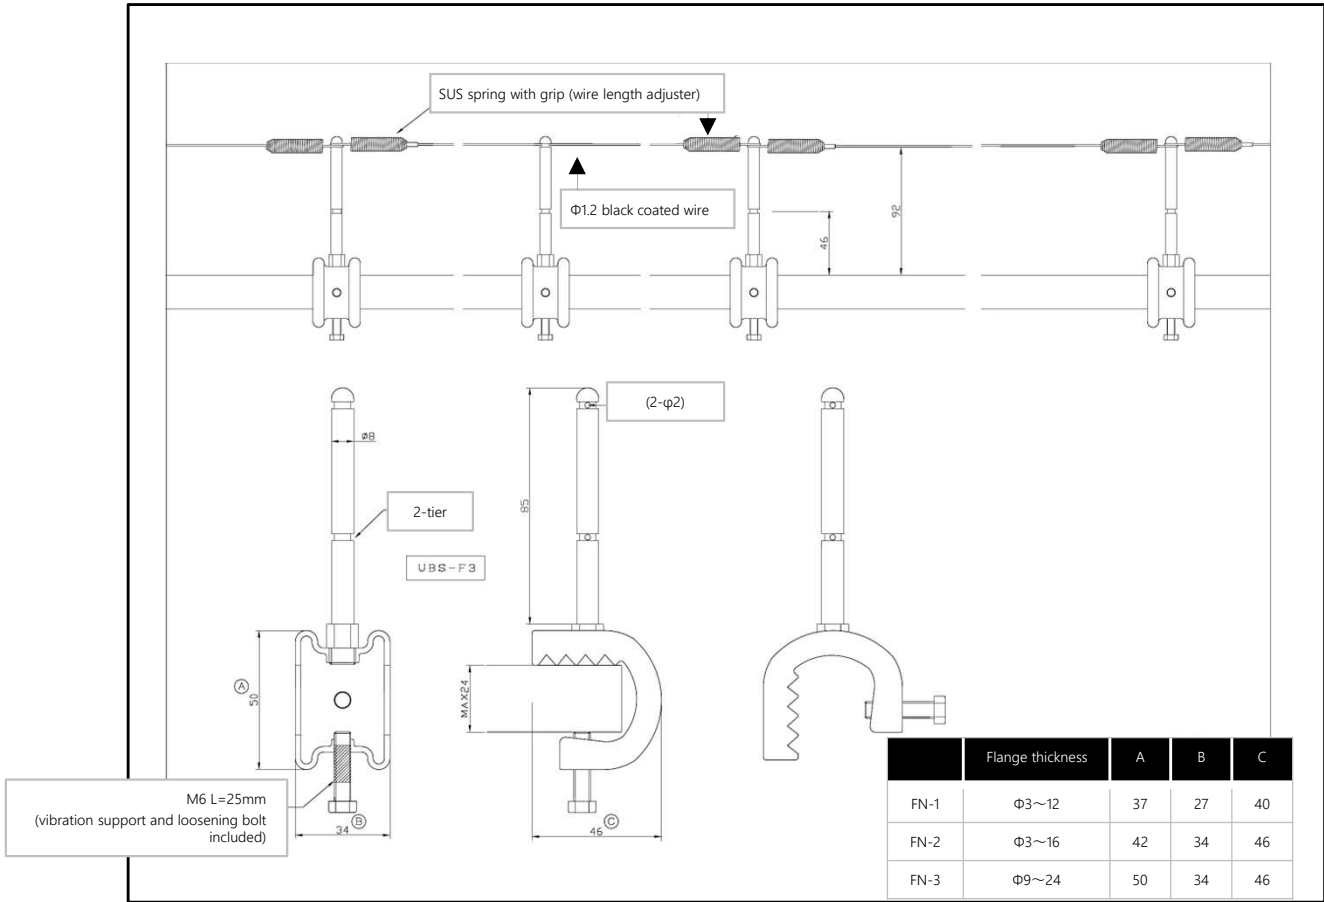 SUS spring with grip (wire length adjuster)
Φ1.2 black coated wire
92
46
(2-φ2)
ø8
85
2-tier
UBS-F3
A
50
MAX24
M6 L=25mm
(vibration support and loosening bolt
included)
B
34
C
46
Flange thickness A B C
FN-1 Φ3～12 37 27 40
FN-2 Φ3～16 42 34 46
FN-3 Φ9～24 50 34 46